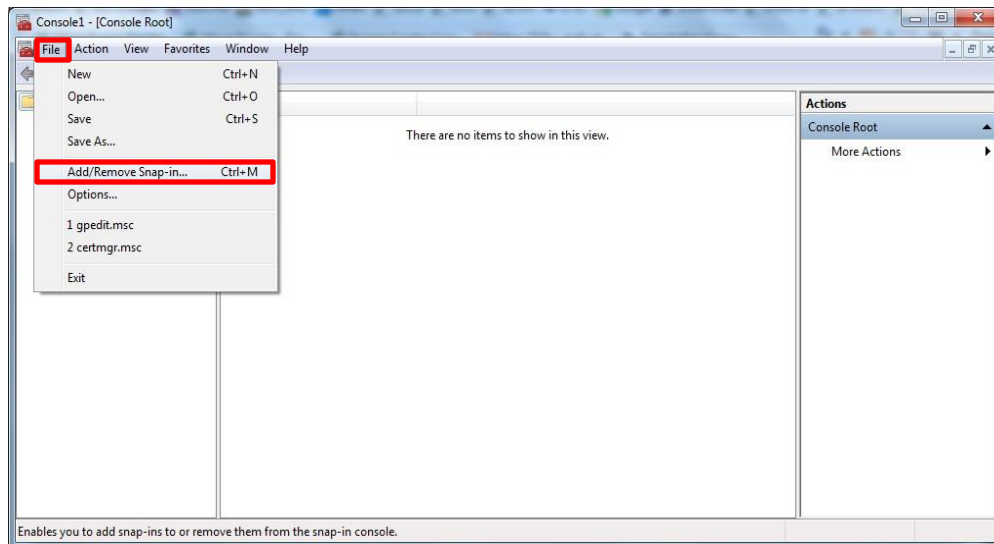 Console1 - [Console Root]
File Action View Favorites Window Help
New Ctrl+N
Open... Ctrl+O
Save Ctrl+S
Save As...
Add/Remove Snap-in... Ctrl+M
Options...
1 gpedit.msc
2 certmgr.msc
Exit
There are no items to show in this view.
Actions
Console Root
More Actions
Enables you to add snap-ins to or remove them from the snap-in console.